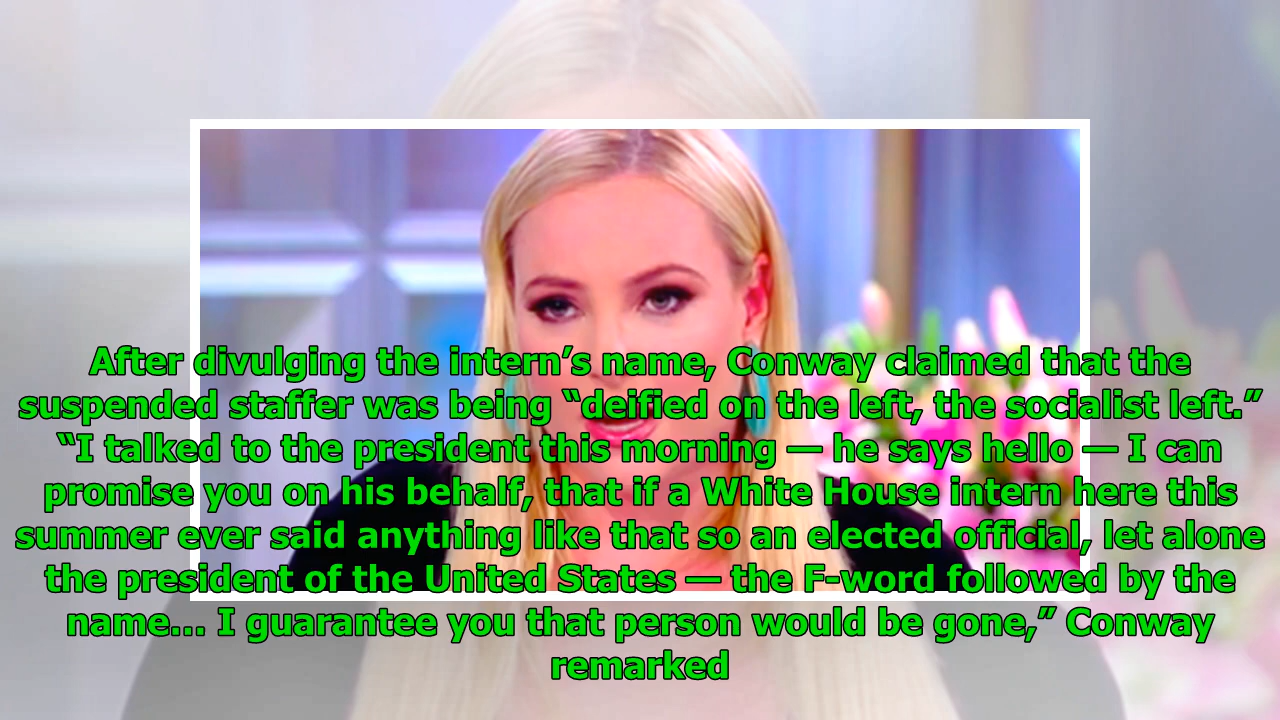 After divulging the intern’s name, Conway claimed that the
suspended staffer was being “deified on the left, the socialist left.”
“I talked to the president this morning — he says hello — I can
promise you on his behalf, that if a White House intern here this
summer ever said anything like that so an elected official, let alone
the president of the United States — the F-word followed by the
name… I guarantee you that person would be gone,” Conway
remarked